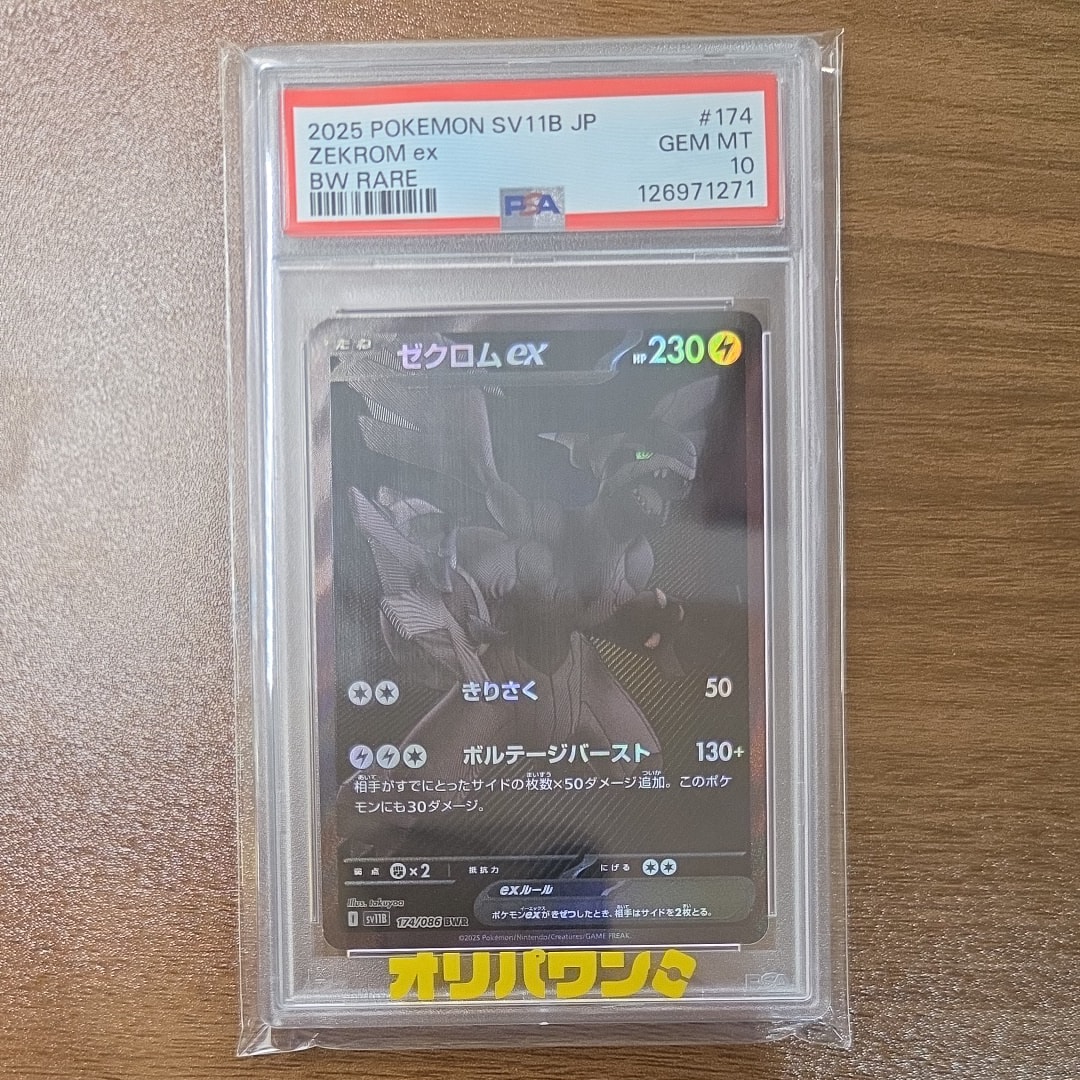 2025 POKEMON SV11B JP #174
ZEKROM ex GEM MT
BW RARE 10
126971271
PSA
たね ゼクロムex HP 230
きりさく 50
ボルテージバースト 130+
相手がすでにとったサイドの枚数×50ダメージ追加。このポケ
モンにも30ダメージ。
弱点 ×2 抵抗力 にげる
exルール
ポケモンexがきぜつしたとき、相手はサイドを2枚とる。
Illus. takuyoa
I SV11B 174/086 BWR
©2025 Pokémon/Nintendo/Creatures/GAME FREAK.
オリパワン
PSA